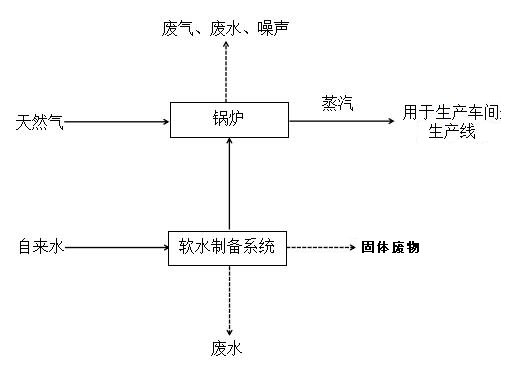 废气、废水、噪声
蒸汽
天然气
锅炉
用于生产车间:
生产线
自来水
软水制备系统
固体废物
废水